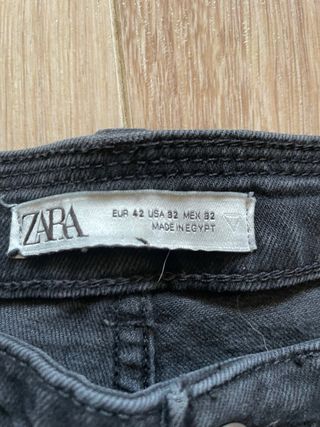 ZARA
EUR 42 USA 32 MEX 32
MADE IN EGYPT